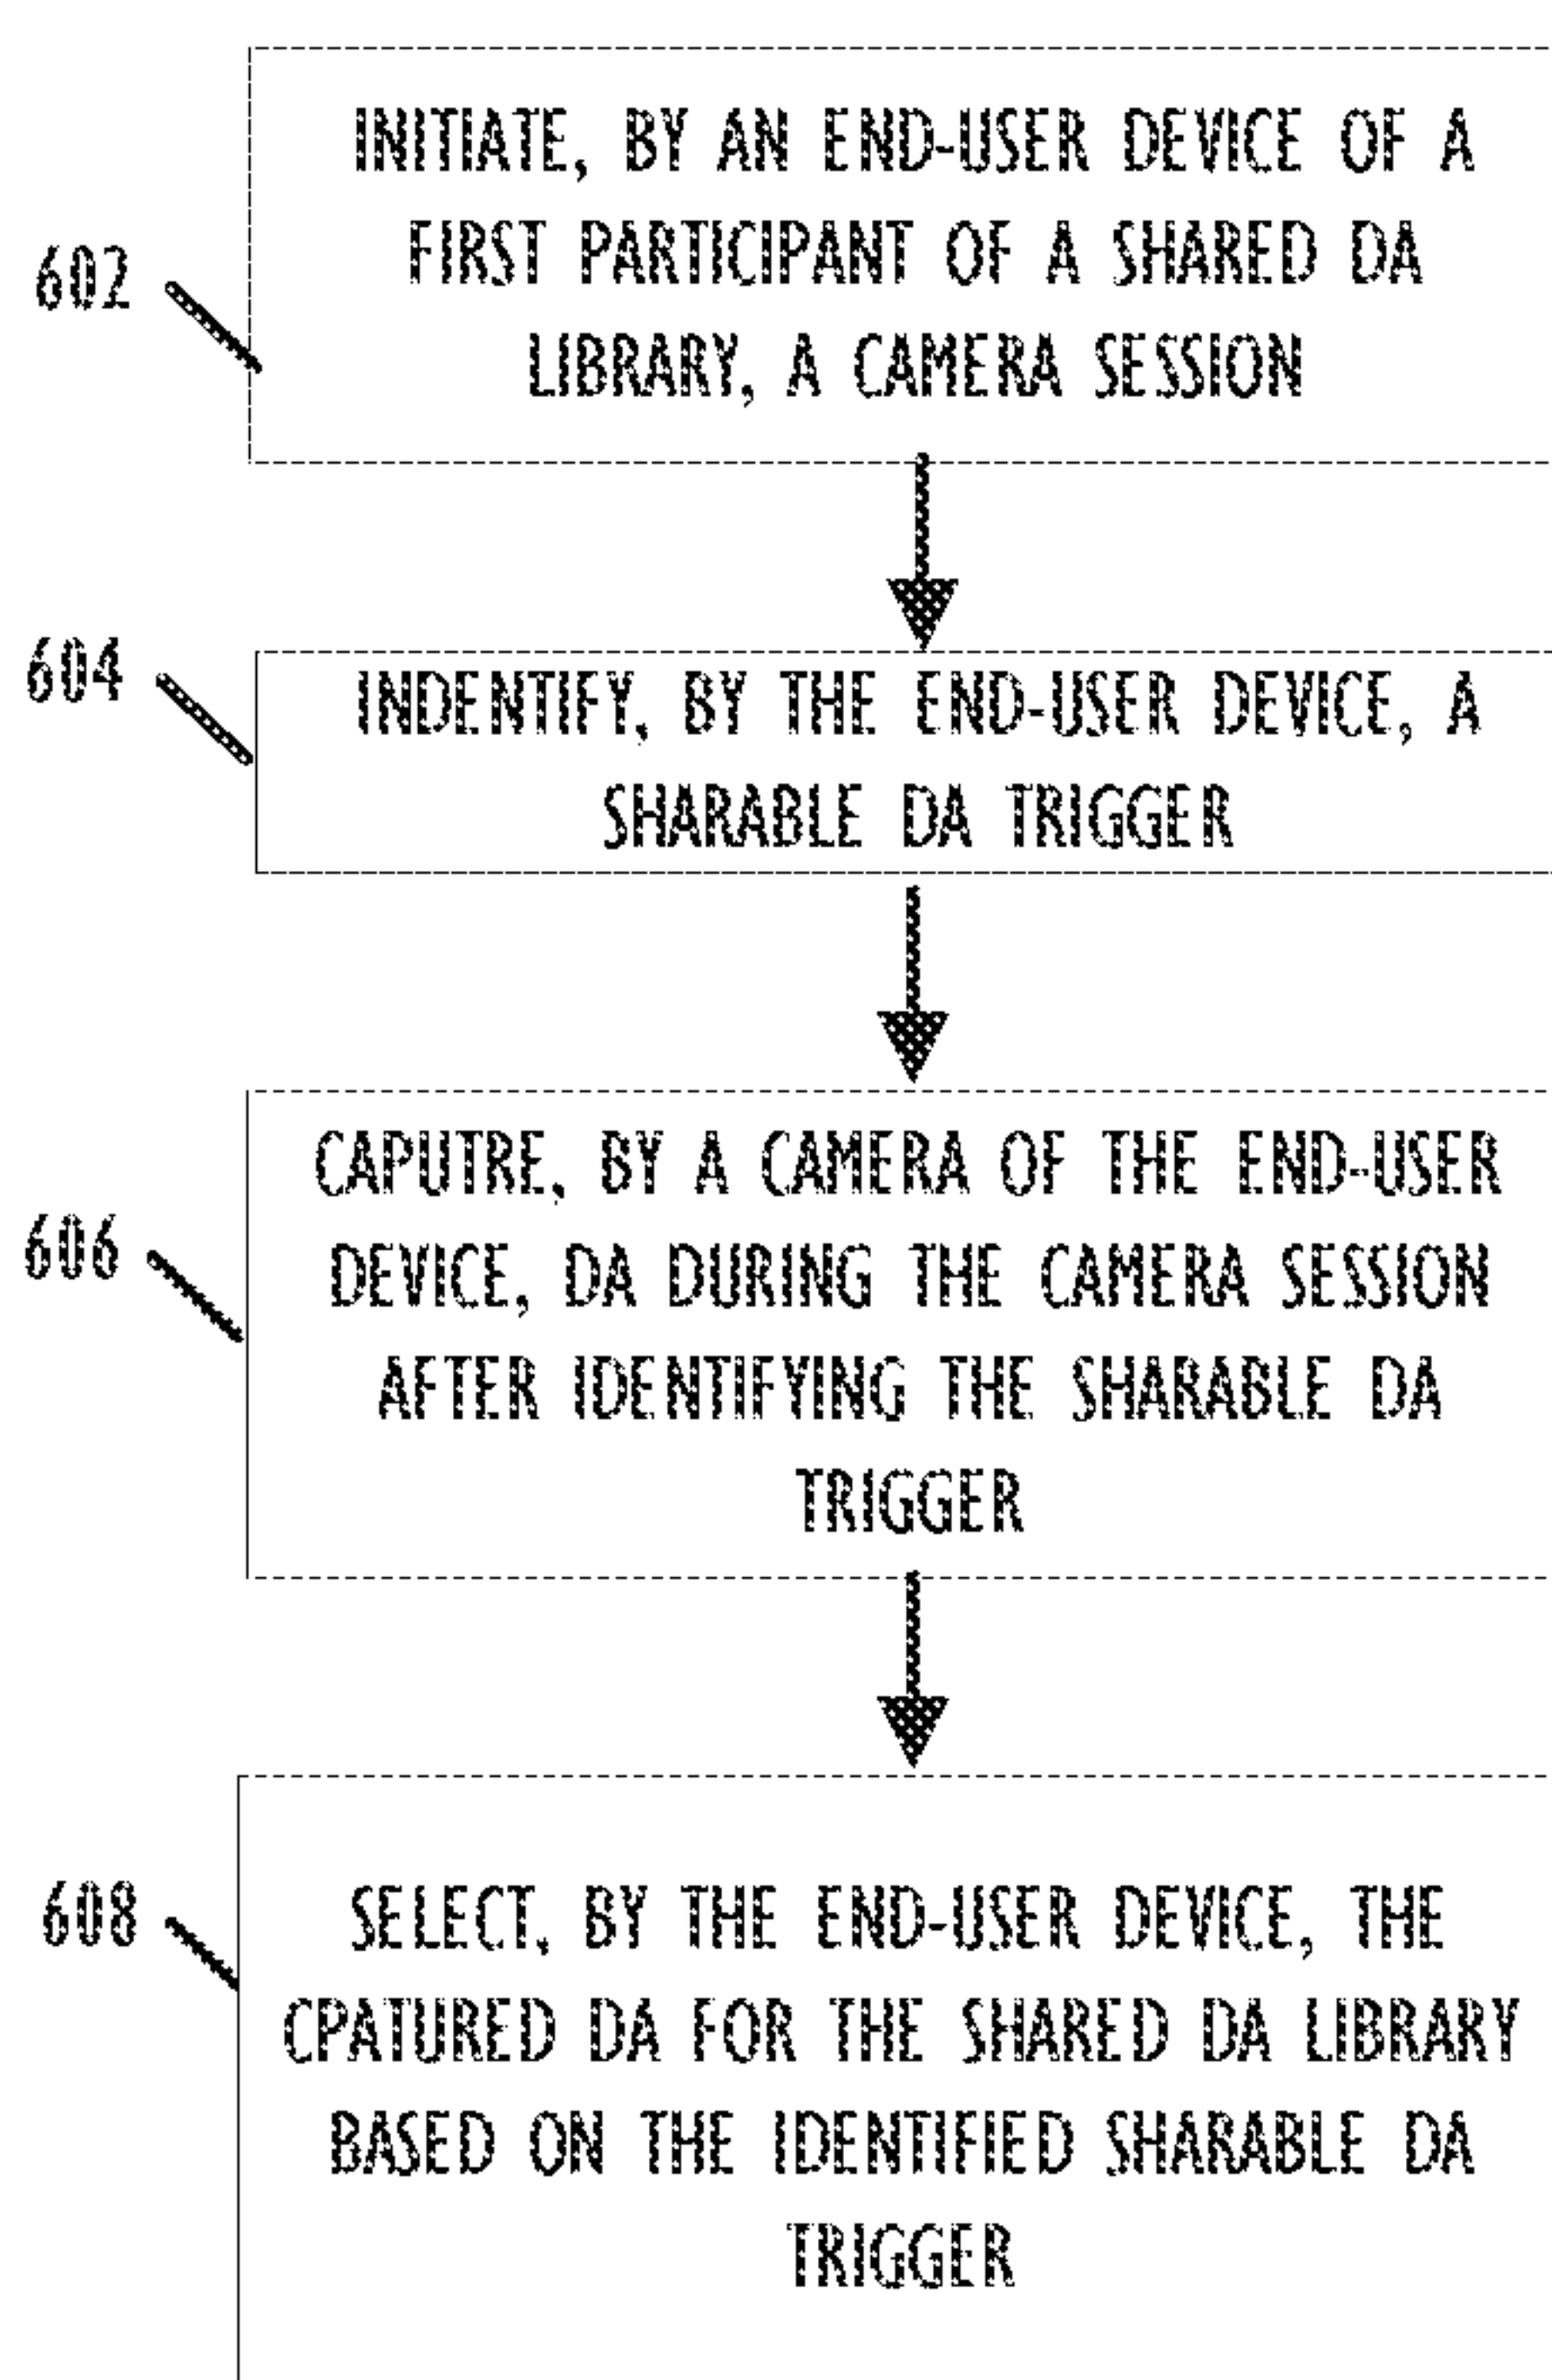 INITIATE, BY AN END-USER DEVICE OF A
FIRST PARTICIPANT OF A SHARED DA
LIBRARY, A CAMERA SESSION
602
INDENTIFY, BY THE END-USER DEVICE, A
SHARABLE DA TRIGGER
604
CAPUTRE, BY A CAMERA OF THE END-USER
DEVICE, DA DURING THE CAMERA SESSION
AFTER IDENTIFYING THE SHARABLE DA
TRIGGER
606
SELECT, BY THE END-USER DEVICE, THE
CPATURED DA FOR THE SHARED DA LIBRARY
BASED ON THE IDENTIFIED SHARABLE DA
TRIGGER
608